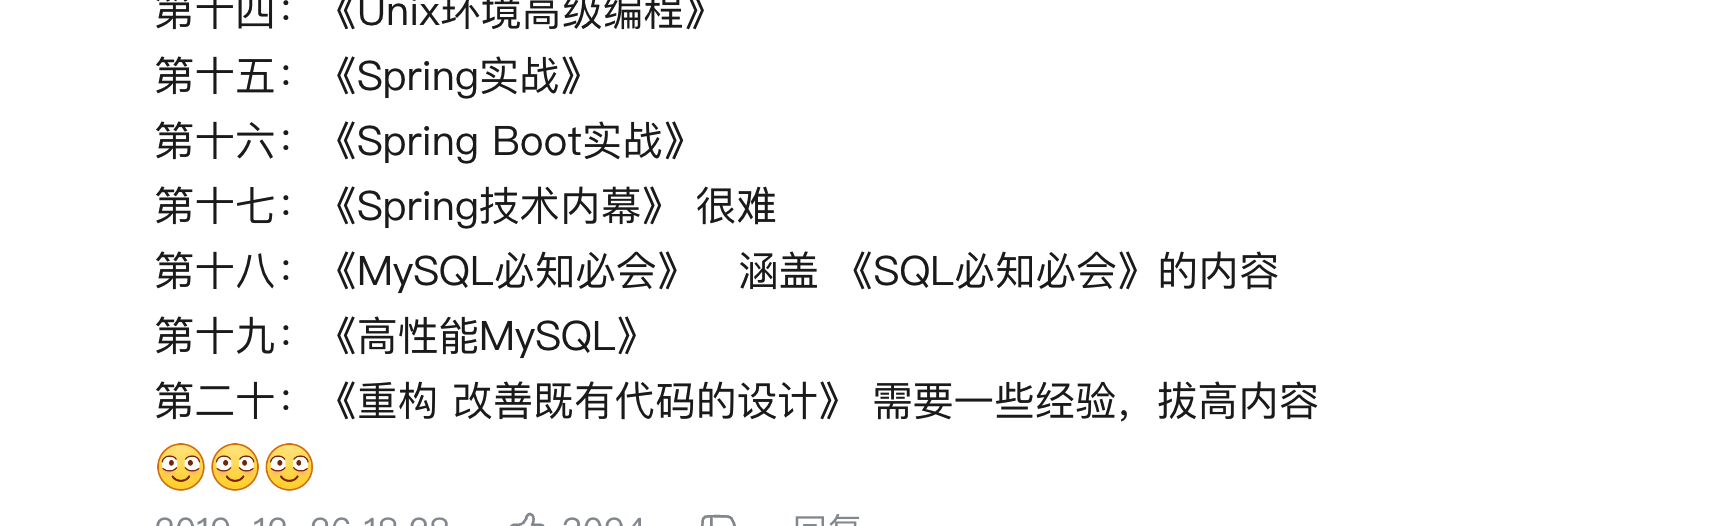 第十四：《Unix环境高级编程》
第十五：《Spring实战》
第十六：《Spring Boot实战》
第十七：《Spring技术内幕》 很难
第十八：《MySQL必知必会》 涵盖 《SQL必知必会》的内容
第十九：《高性能MySQL》
第二十：《重构 改善既有代码的设计》 需要一些经验，拔高内容
回复